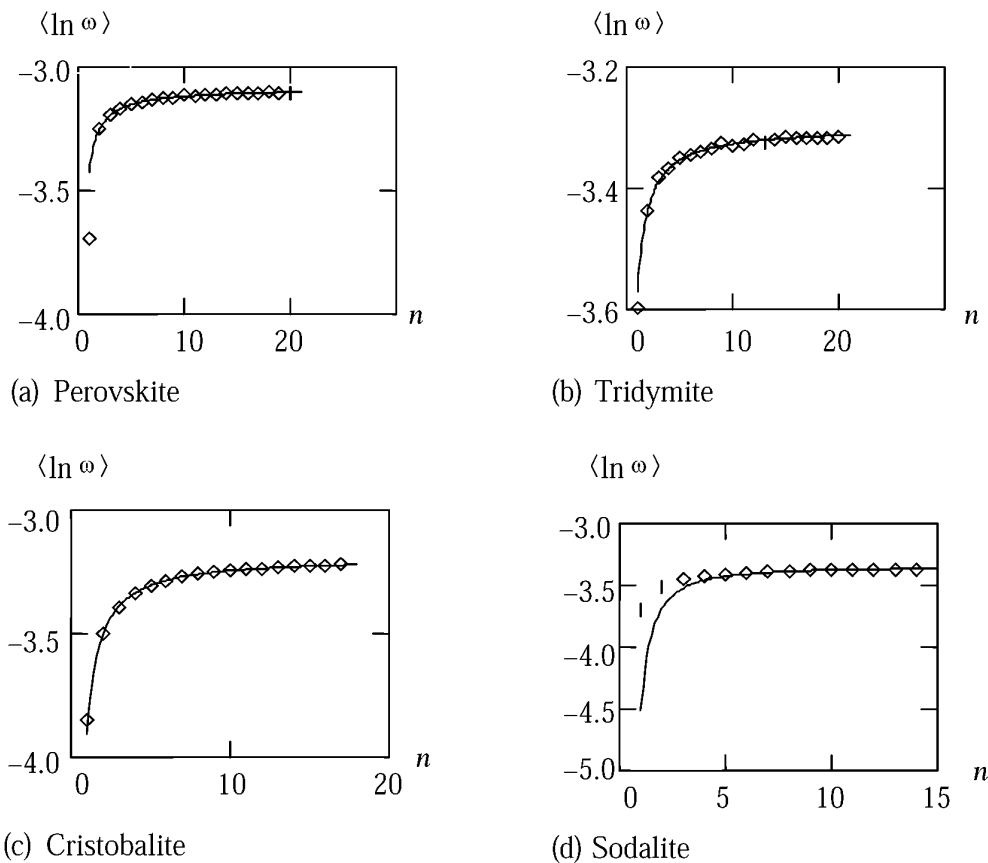 ⟨ln ω⟩
−3.0
−3.5
−4.0
0 10 20
n
(a) Perovskite
⟨ln ω⟩
−3.2
−3.4
−3.6
0 10 20
n
(b) Tridymite
⟨ln ω⟩
−3.0
−3.5
−4.0
0 10 20
n
(c) Cristobalite
⟨ln ω⟩
−3.0
−3.5
−4.0
−4.5
−5.0
0 5 10 15
n
(d) Sodalite